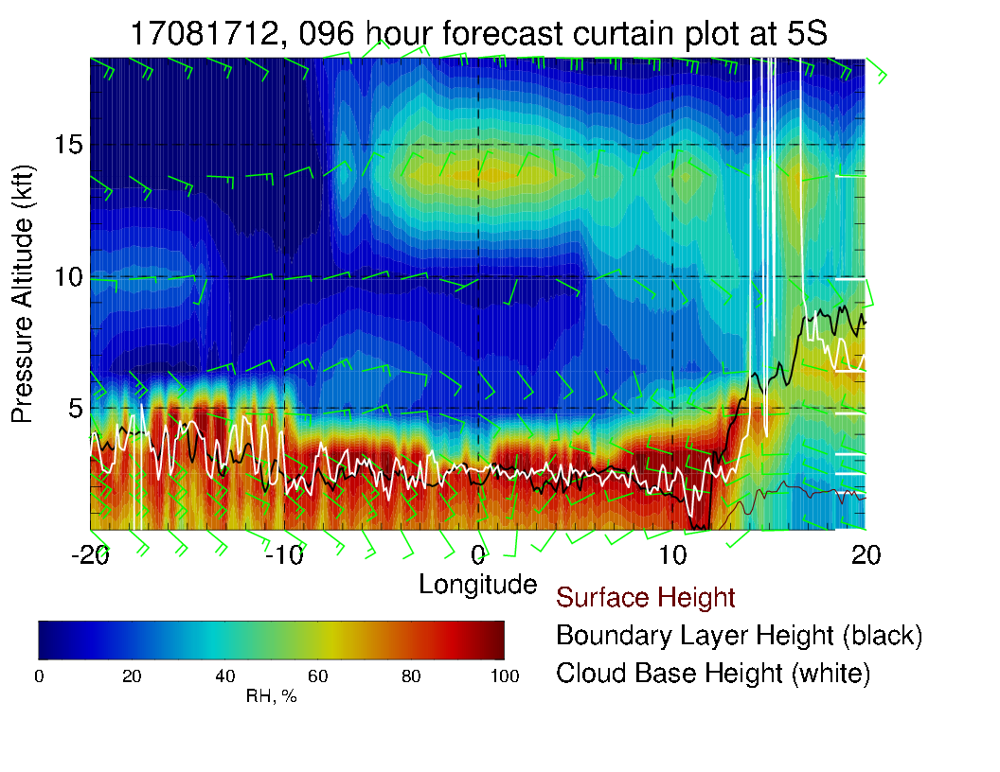 17081712, 096 hour forecast curtain plot at 5S
Pressure Altitude (kft)
15
10
5
-20 -10 0 10 20
Longitude
Surface Height
Boundary Layer Height (black)
Cloud Base Height (white)
0 20 40 60 80 100
RH, %